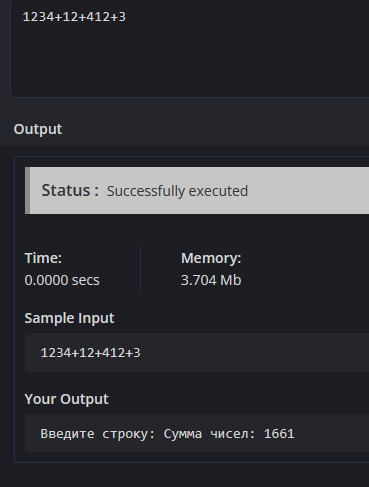 1234+12+412+3
Output
Status : Successfully executed
Time:
Memory:
0.0000 secs
3.704 Mb
Sample Input
1234+12+412+3
Your Output
Введите строку: Сумма чисел: 1661